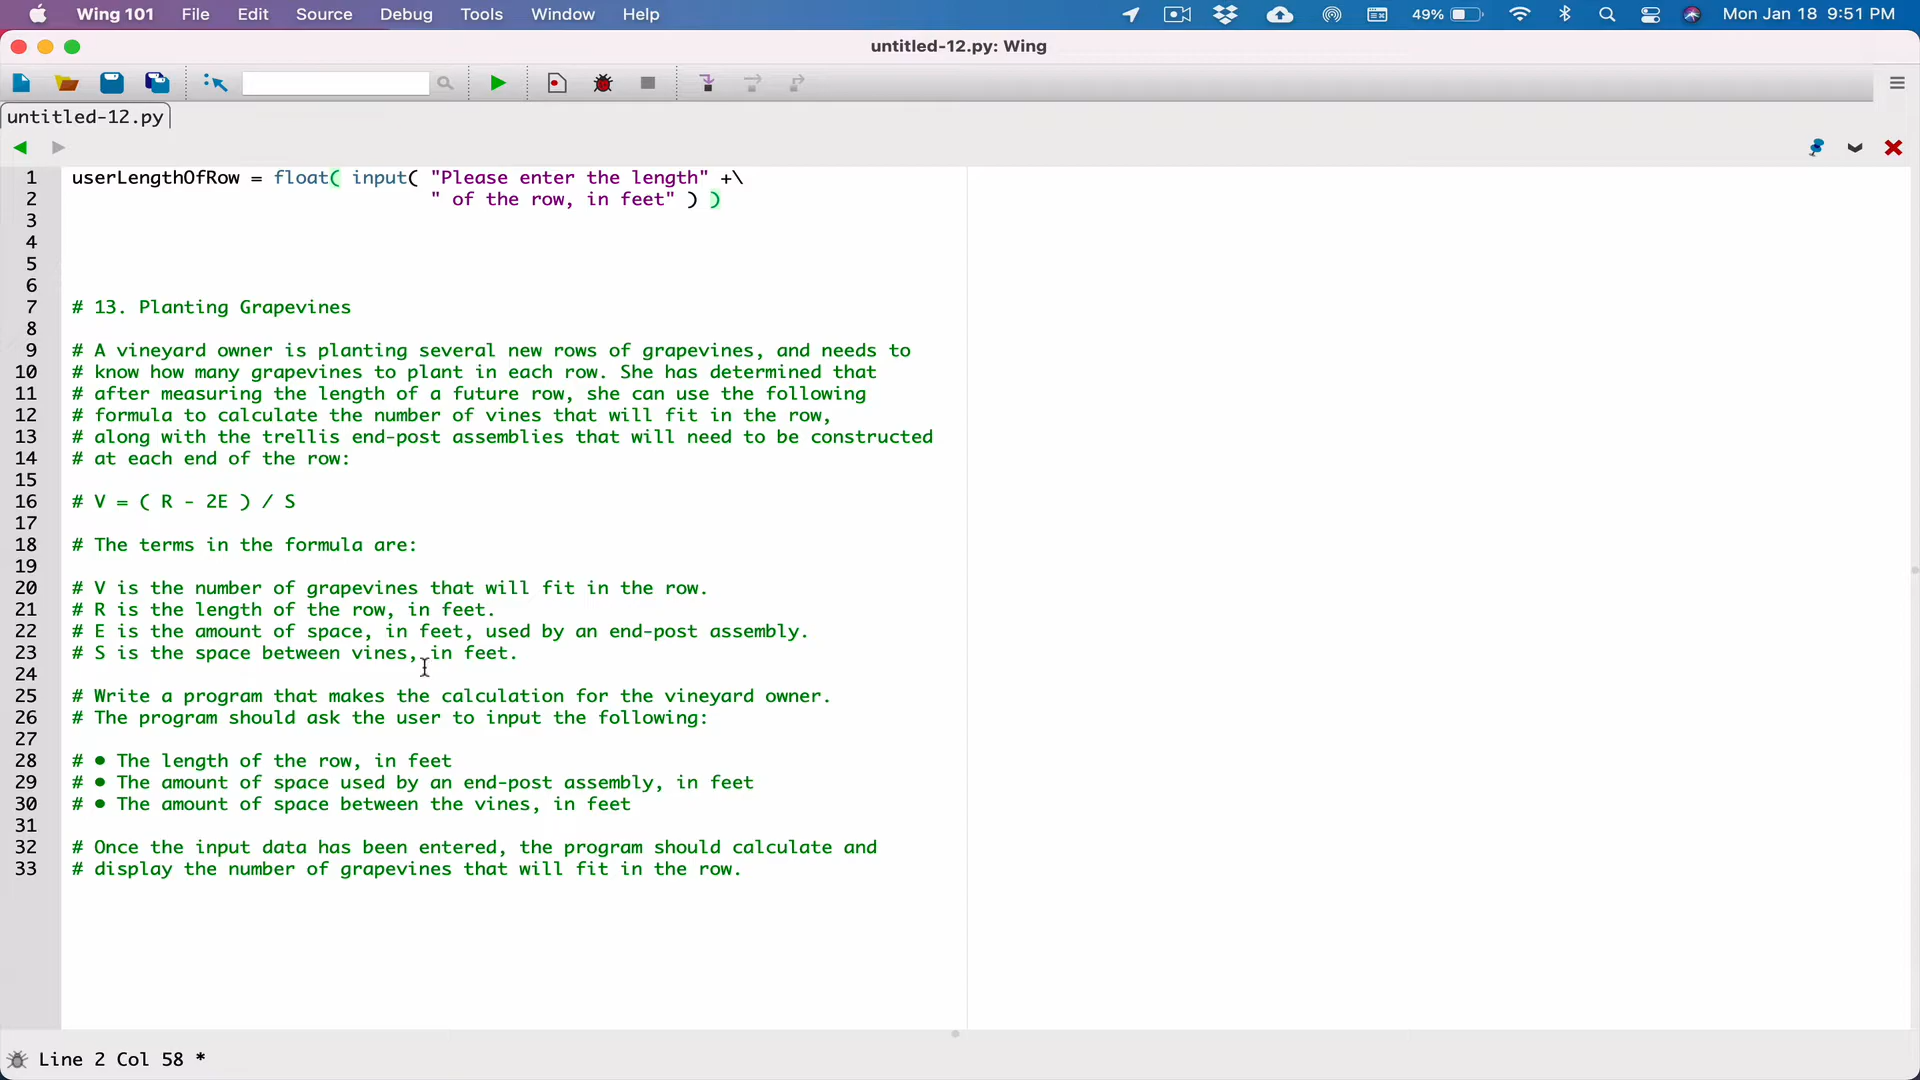 Wing 101 File Edit Source Debug Tools Window Help 49% Mon Jan 18 9:51 PM
untitled-12.py: Wing
untitled-12.py
1 userLengthOfRow = float( input( "Please enter the length" +\
2 " of the row, in feet" ) )
3
4
5
6
7 # 13. Planting Grapevines
8
9 # A vineyard owner is planting several new rows of grapevines, and needs to
10 # know how many grapevines to plant in each row. She has determined that
11 # after measuring the length of a future row, she can use the following
12 # formula to calculate the number of vines that will fit in the row,
13 # along with the trellis end-post assemblies that will need to be constructed
14 # at each end of the row:
15
16 # V = ( R - 2E ) / S
17
18 # The terms in the formula are:
19
20 # V is the number of grapevines that will fit in the row.
21 # R is the length of the row, in feet.
22 # E is the amount of space, in feet, used by an end-post assembly.
23 # S is the space between vines, in feet.
24
25 # Write a program that makes the calculation for the vineyard owner.
26 # The program should ask the user to input the following:
27
28 # ● The length of the row, in feet
29 # ● The amount of space used by an end-post assembly, in feet
30 # ● The amount of space between the vines, in feet
31
32 # Once the input data has been entered, the program should calculate and
33 # display the number of grapevines that will fit in the row.
Line 2 Col 58 *